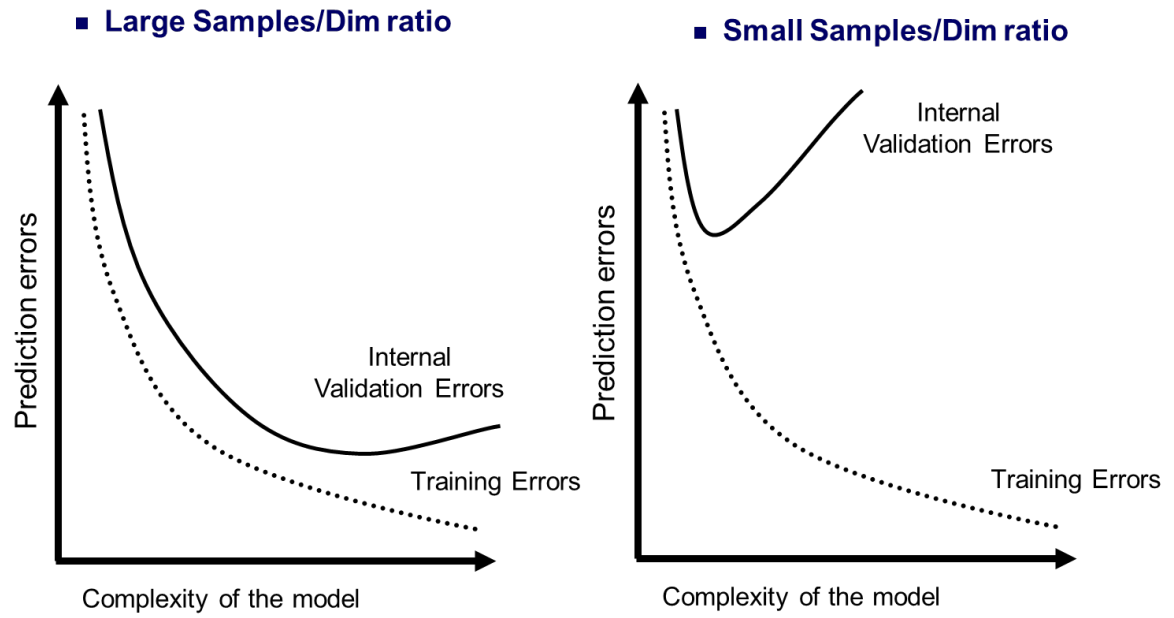 ▪ Large Samples/Dim ratio
Prediction errors
Internal
Validation Errors
Training Errors
Complexity of the model
▪ Small Samples/Dim ratio
Prediction errors
Internal
Validation Errors
Training Errors
Complexity of the model